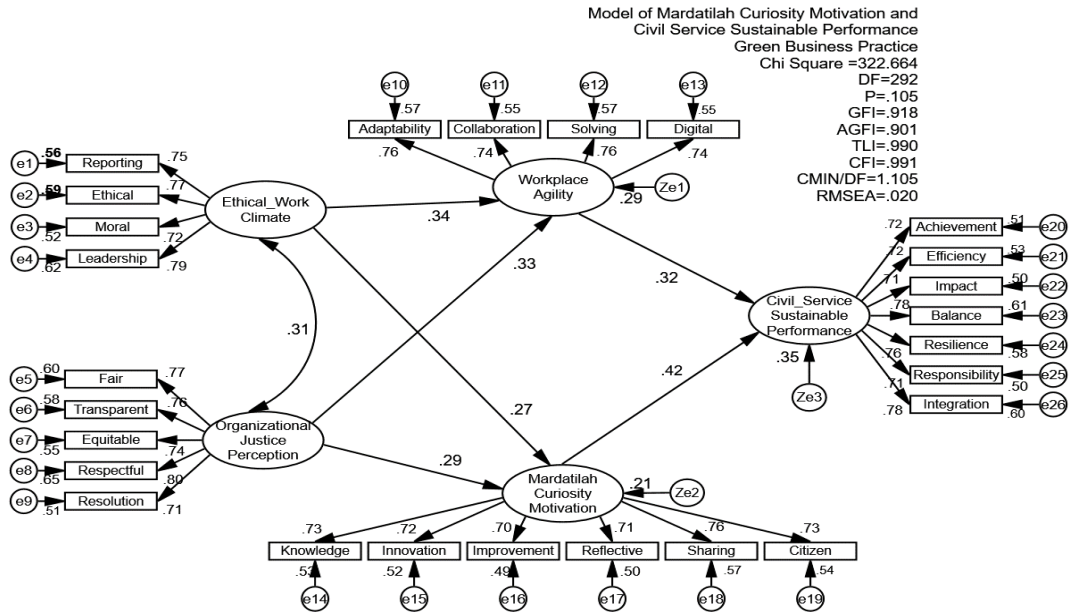 Model of Mardatilah Curiosity Motivation and
Civil Service Sustainable Performance
Green Business Practice
Chi Square =322.664
DF=292
P=.105
GFI=.918
AGFI=.901
TLI=.990
CFI=.991
CMIN/DF=1.105
RMSEA=.020
e10
e11
e12
e13
.57
.55
.57
.55
Adaptability
Collaboration
Solving
Digital
.76
.74
.76
.74
Workplace
Agility
.29
Ze1
e1
.56
Reporting
.75
e2
.59
Ethical
.77
e3
.52
Moral
.72
e4
.62
Leadership
.79
Ethical_Work
Climate
.34
.33
.31
.32
.27
.42
.29
e5
.60
Fair
.77
e6
.58
Transparent
.76
e7
.55
Equitable
.74
e8
.65
Respectful
.80
e9
.51
Resolution
.71
Organizational
Justice
Perception
Civil_Service
Sustainable
Performance
.35
Ze3
.72
Achievement
.51
e20
.72
Efficiency
.53
e21
.71
Impact
.50
e22
.78
Balance
.61
e23
.76
Resilience
.58
e24
.71
Responsibility
.50
e25
.78
Integration
.60
e26
Mardatilah
Curiosity
Motivation
.21
Ze2
.73
.72
.70
.71
.76
.73
Knowledge
Innovation
Improvement
Reflective
Sharing
Citizen
.52
.49
.50
.57
.54
e14
e15
e16
e17
e18
e19